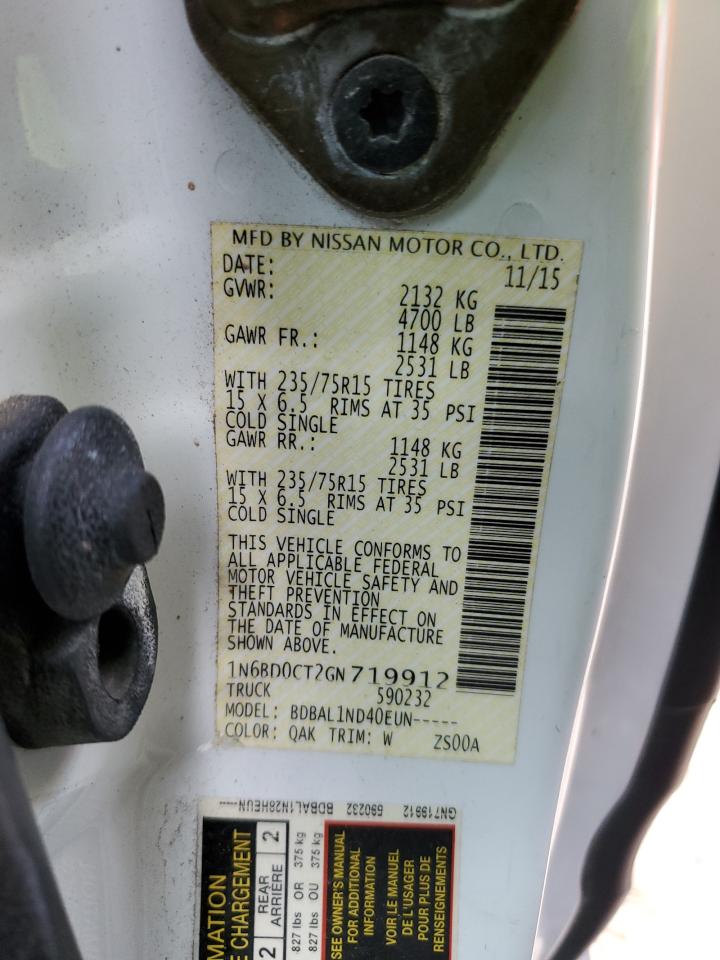 MFD BY NISSAN MOTOR CO., LTD.
DATE: 11/15
GVWR: 2132 KG
4700 LB
GAWR FR.: 1148 KG
2531 LB
WITH 235/75R15 TIRES
15 X 6.5 RIMS AT 35 PSI
COLD SINGLE
GAWR RR.: 1148 KG
2531 LB
WITH 235/75R15 TIRES
15 X 6.5 RIMS AT 35 PSI
COLD SINGLE
THIS VEHICLE CONFORMS TO
ALL APPLICABLE FEDERAL
MOTOR VEHICLE SAFETY AND
THEFT PREVENTION
STANDARDS IN EFFECT ON
THE DATE OF MANUFACTURE
SHOWN ABOVE.
1N6BD0CT2GN719912
TRUCK 590232
MODEL: BDBAL1ND40EUN-----
COLOR: QAK TRIM: W ZS00A
GN719912 590232 BDBAL1N28HEUN----
MATION
E CHARGEMENT
2 REAR
ARRIÈRE 2
827 lbs OR 375 kg
827 lbs OU 375 kg
SEE OWNER'S MANUAL
FOR ADDITIONAL
INFORMATION
VOIR LE MANUEL
DE L'USAGER
POUR PLUS DE
RENSEIGNEMENTS